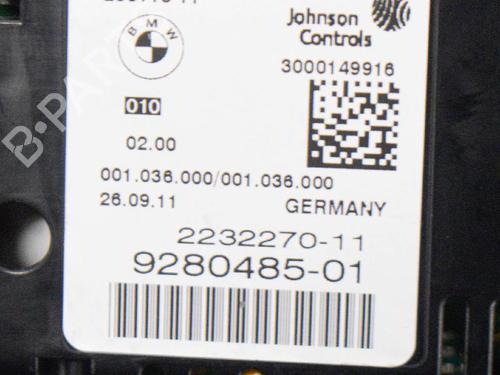 Johnson
Controls
BMW
3000149916
010
02.00
001.036.000/001.036.000
26.09.11 GERMANY
2232270-11
9280485-01
B-PARTS